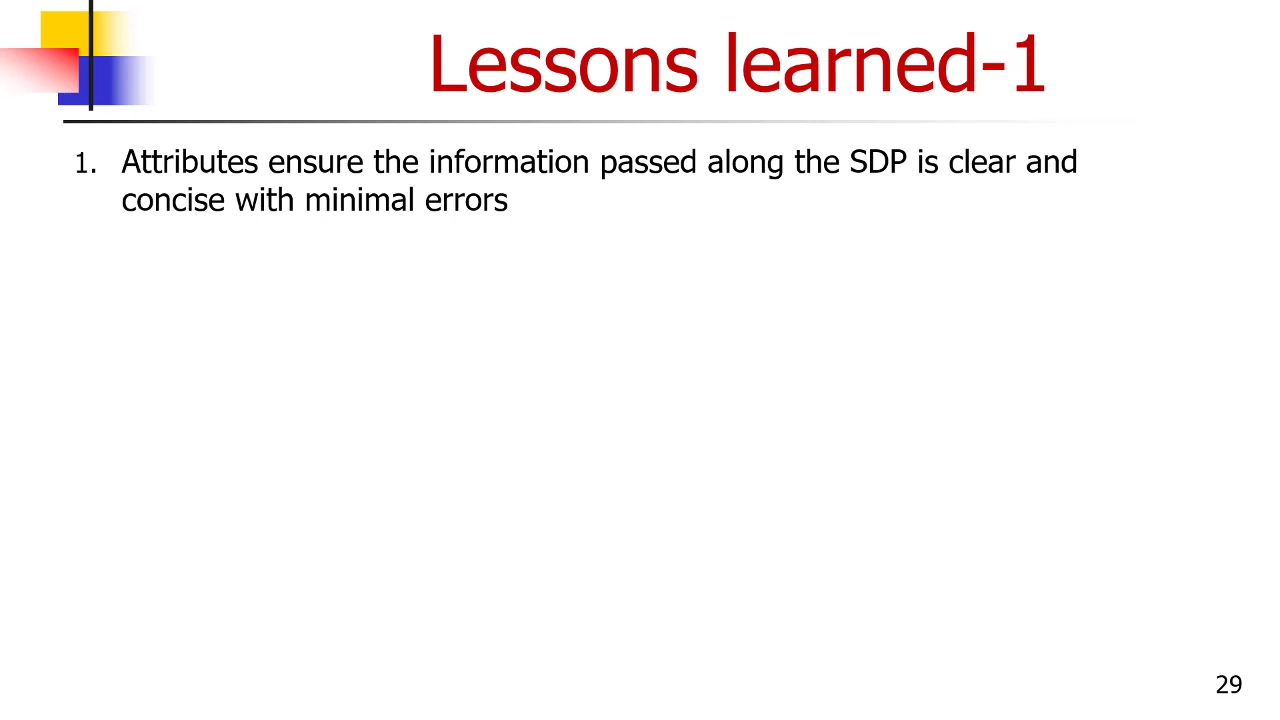 Lessons learned-1
1. Attributes ensure the information passed along the SDP is clear and
concise with minimal errors
29